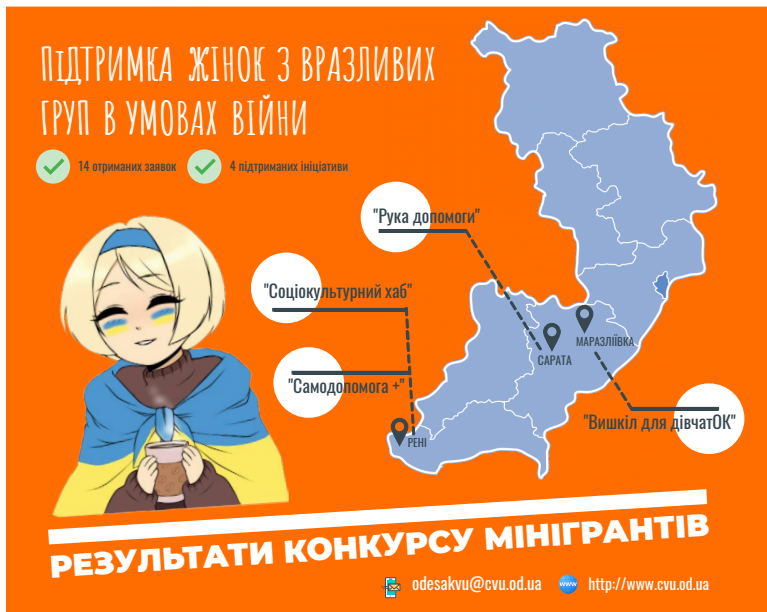 ПІДТРИМКА ЖІНОК З ВРАЗЛИВИХ
ГРУП В УМОВАХ ВІЙНИ
14 отриманих заявок
4 підтриманих ініціативи
"Рука допомоги"
"Соціокультурний хаб"
МАРАЗЛІЇВКА
САРАТА
"Самодопомога +"
"Вишкіл для дівчатОК"
РЕНІ
РЕЗУЛЬТАТИ КОНКУРСУ МІНІГРАНТІВ
odesakvu@cvu.od.ua
www
http://www.cvu.od.ua